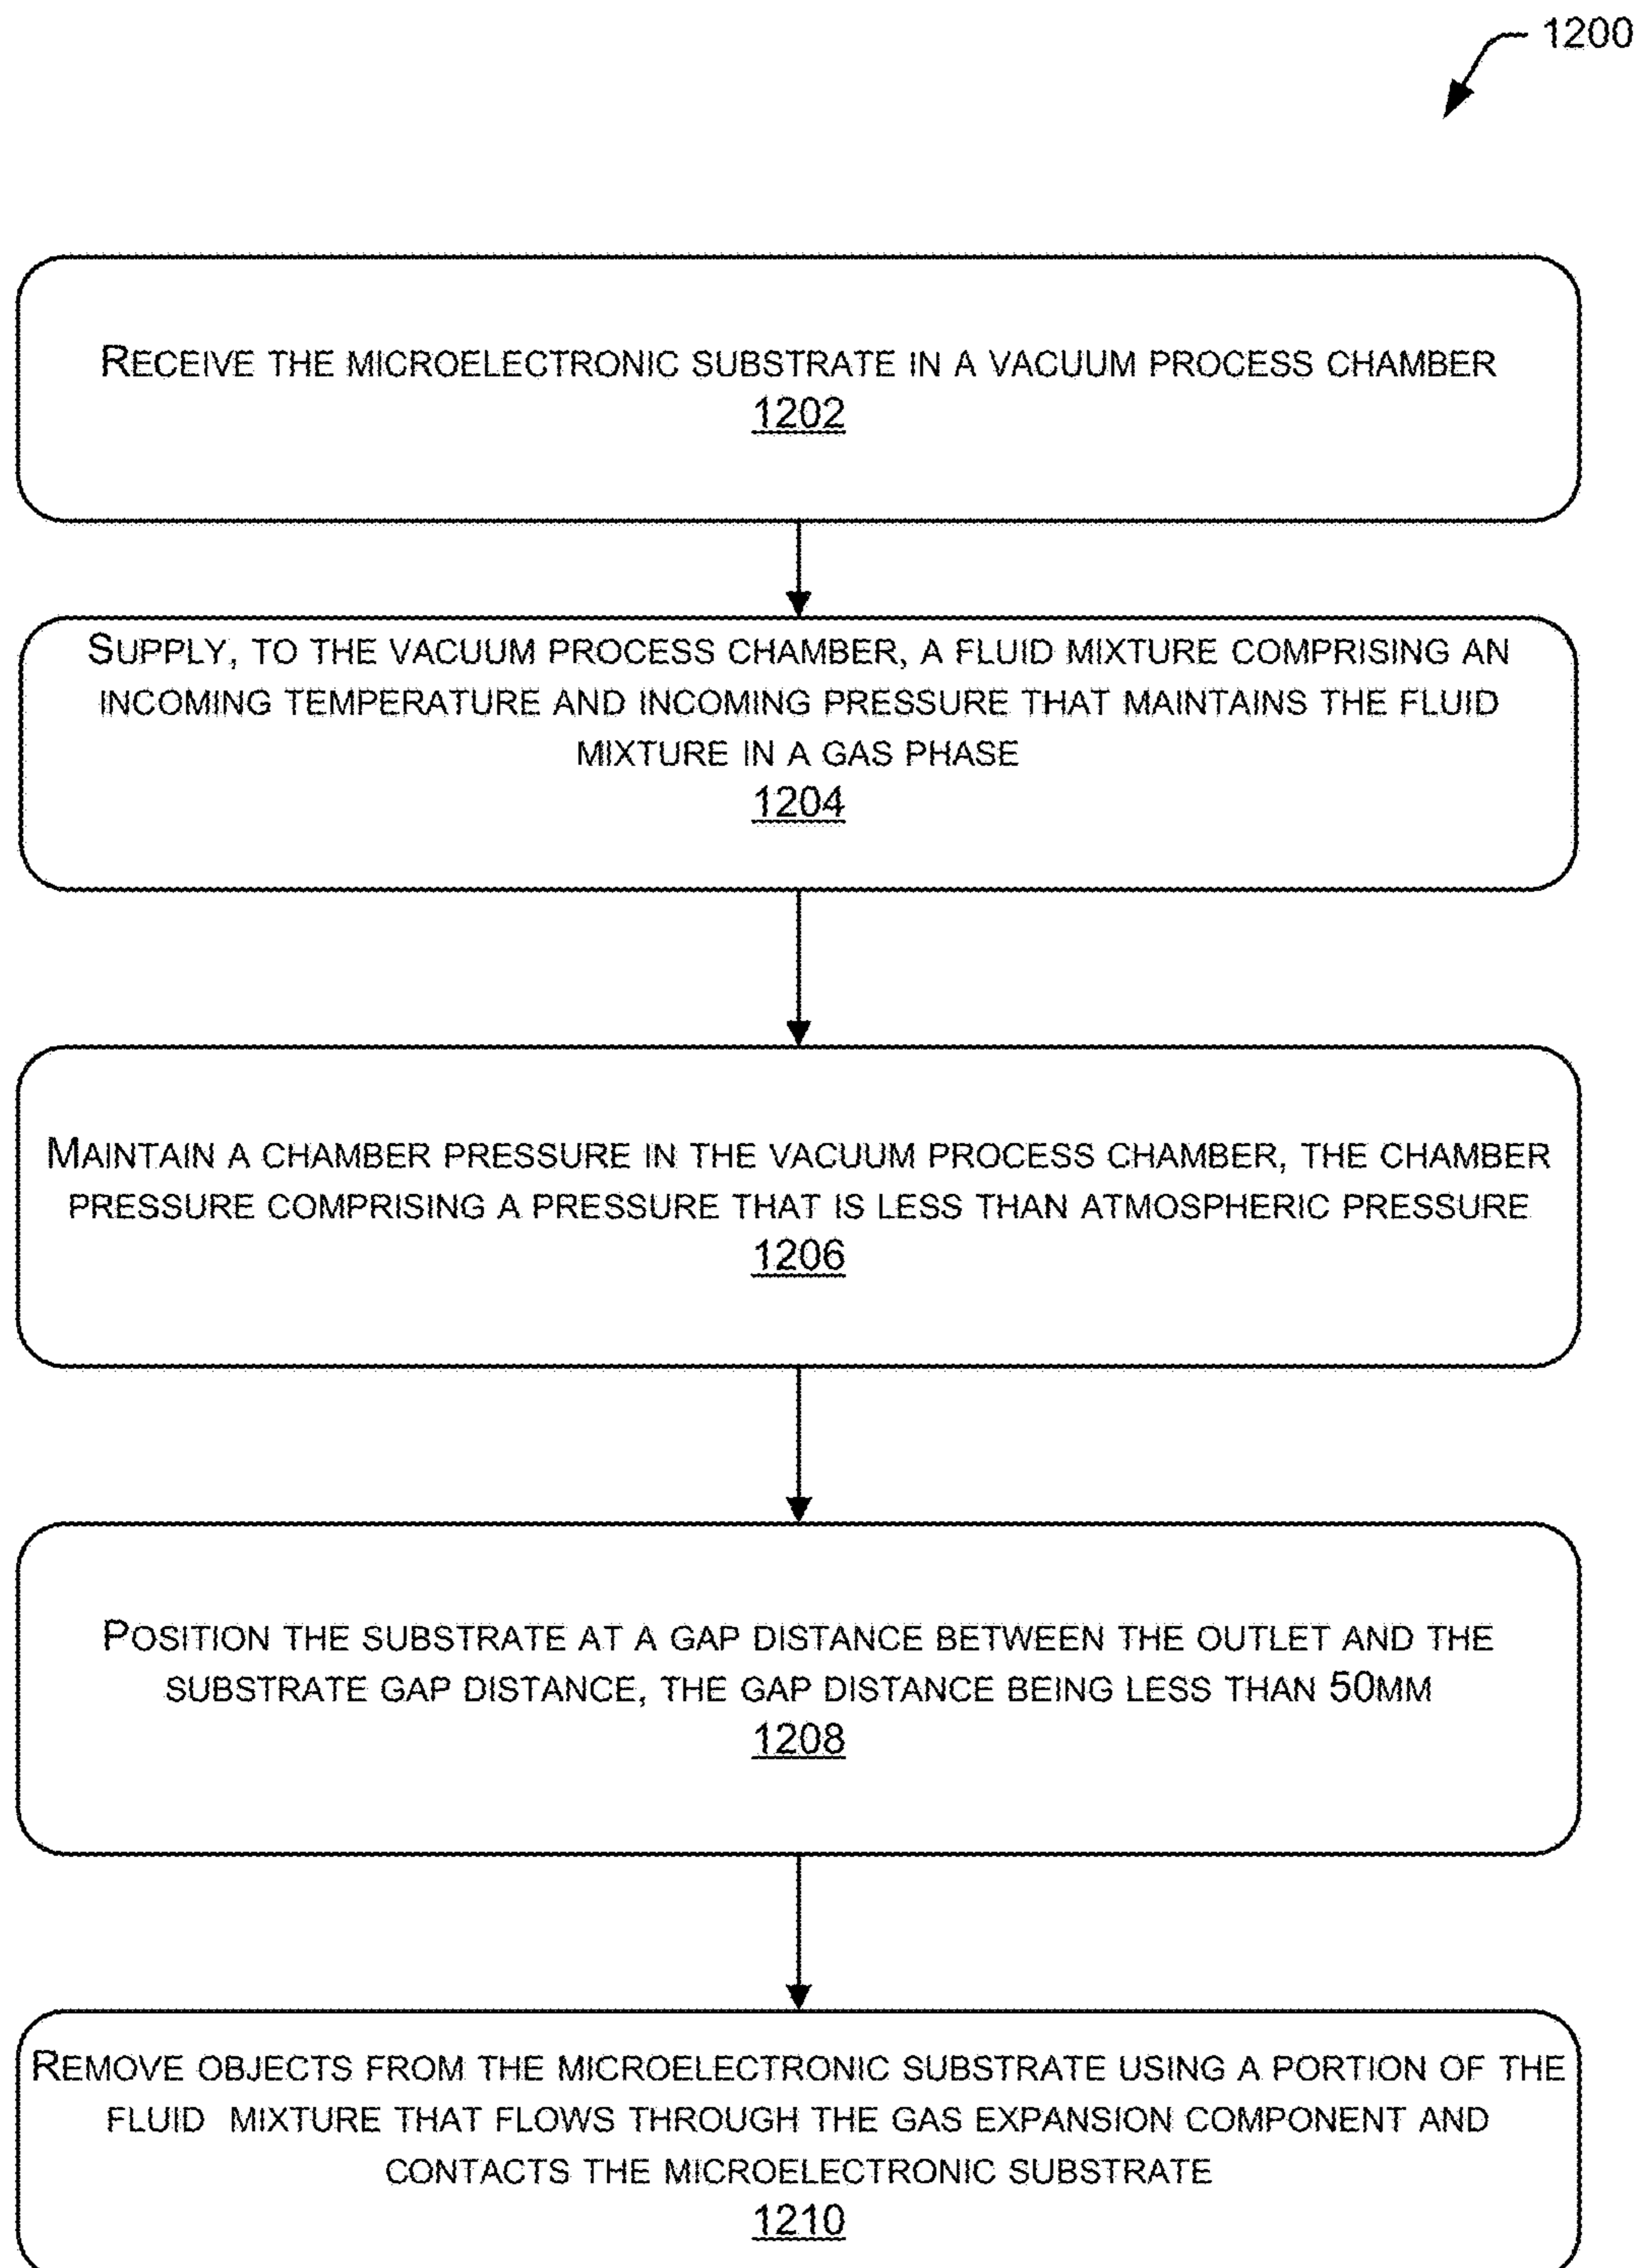 1200
RECEIVE THE MICROELECTRONIC SUBSTRATE IN A VACUUM PROCESS CHAMBER
1202
SUPPLY, TO THE VACUUM PROCESS CHAMBER, A FLUID MIXTURE COMPRISING AN
INCOMING TEMPERATURE AND INCOMING PRESSURE THAT MAINTAINS THE FLUID
MIXTURE IN A GAS PHASE
1204
MAINTAIN A CHAMBER PRESSURE IN THE VACUUM PROCESS CHAMBER, THE CHAMBER
PRESSURE COMPRISING A PRESSURE THAT IS LESS THAN ATMOSPHERIC PRESSURE
1206
POSITION THE SUBSTRATE AT A GAP DISTANCE BETWEEN THE OUTLET AND THE
SUBSTRATE GAP DISTANCE, THE GAP DISTANCE BEING LESS THAN 50MM
1208
REMOVE OBJECTS FROM THE MICROELECTRONIC SUBSTRATE USING A PORTION OF THE
FLUID MIXTURE THAT FLOWS THROUGH THE GAS EXPANSION COMPONENT AND
CONTACTS THE MICROELECTRONIC SUBSTRATE
1210